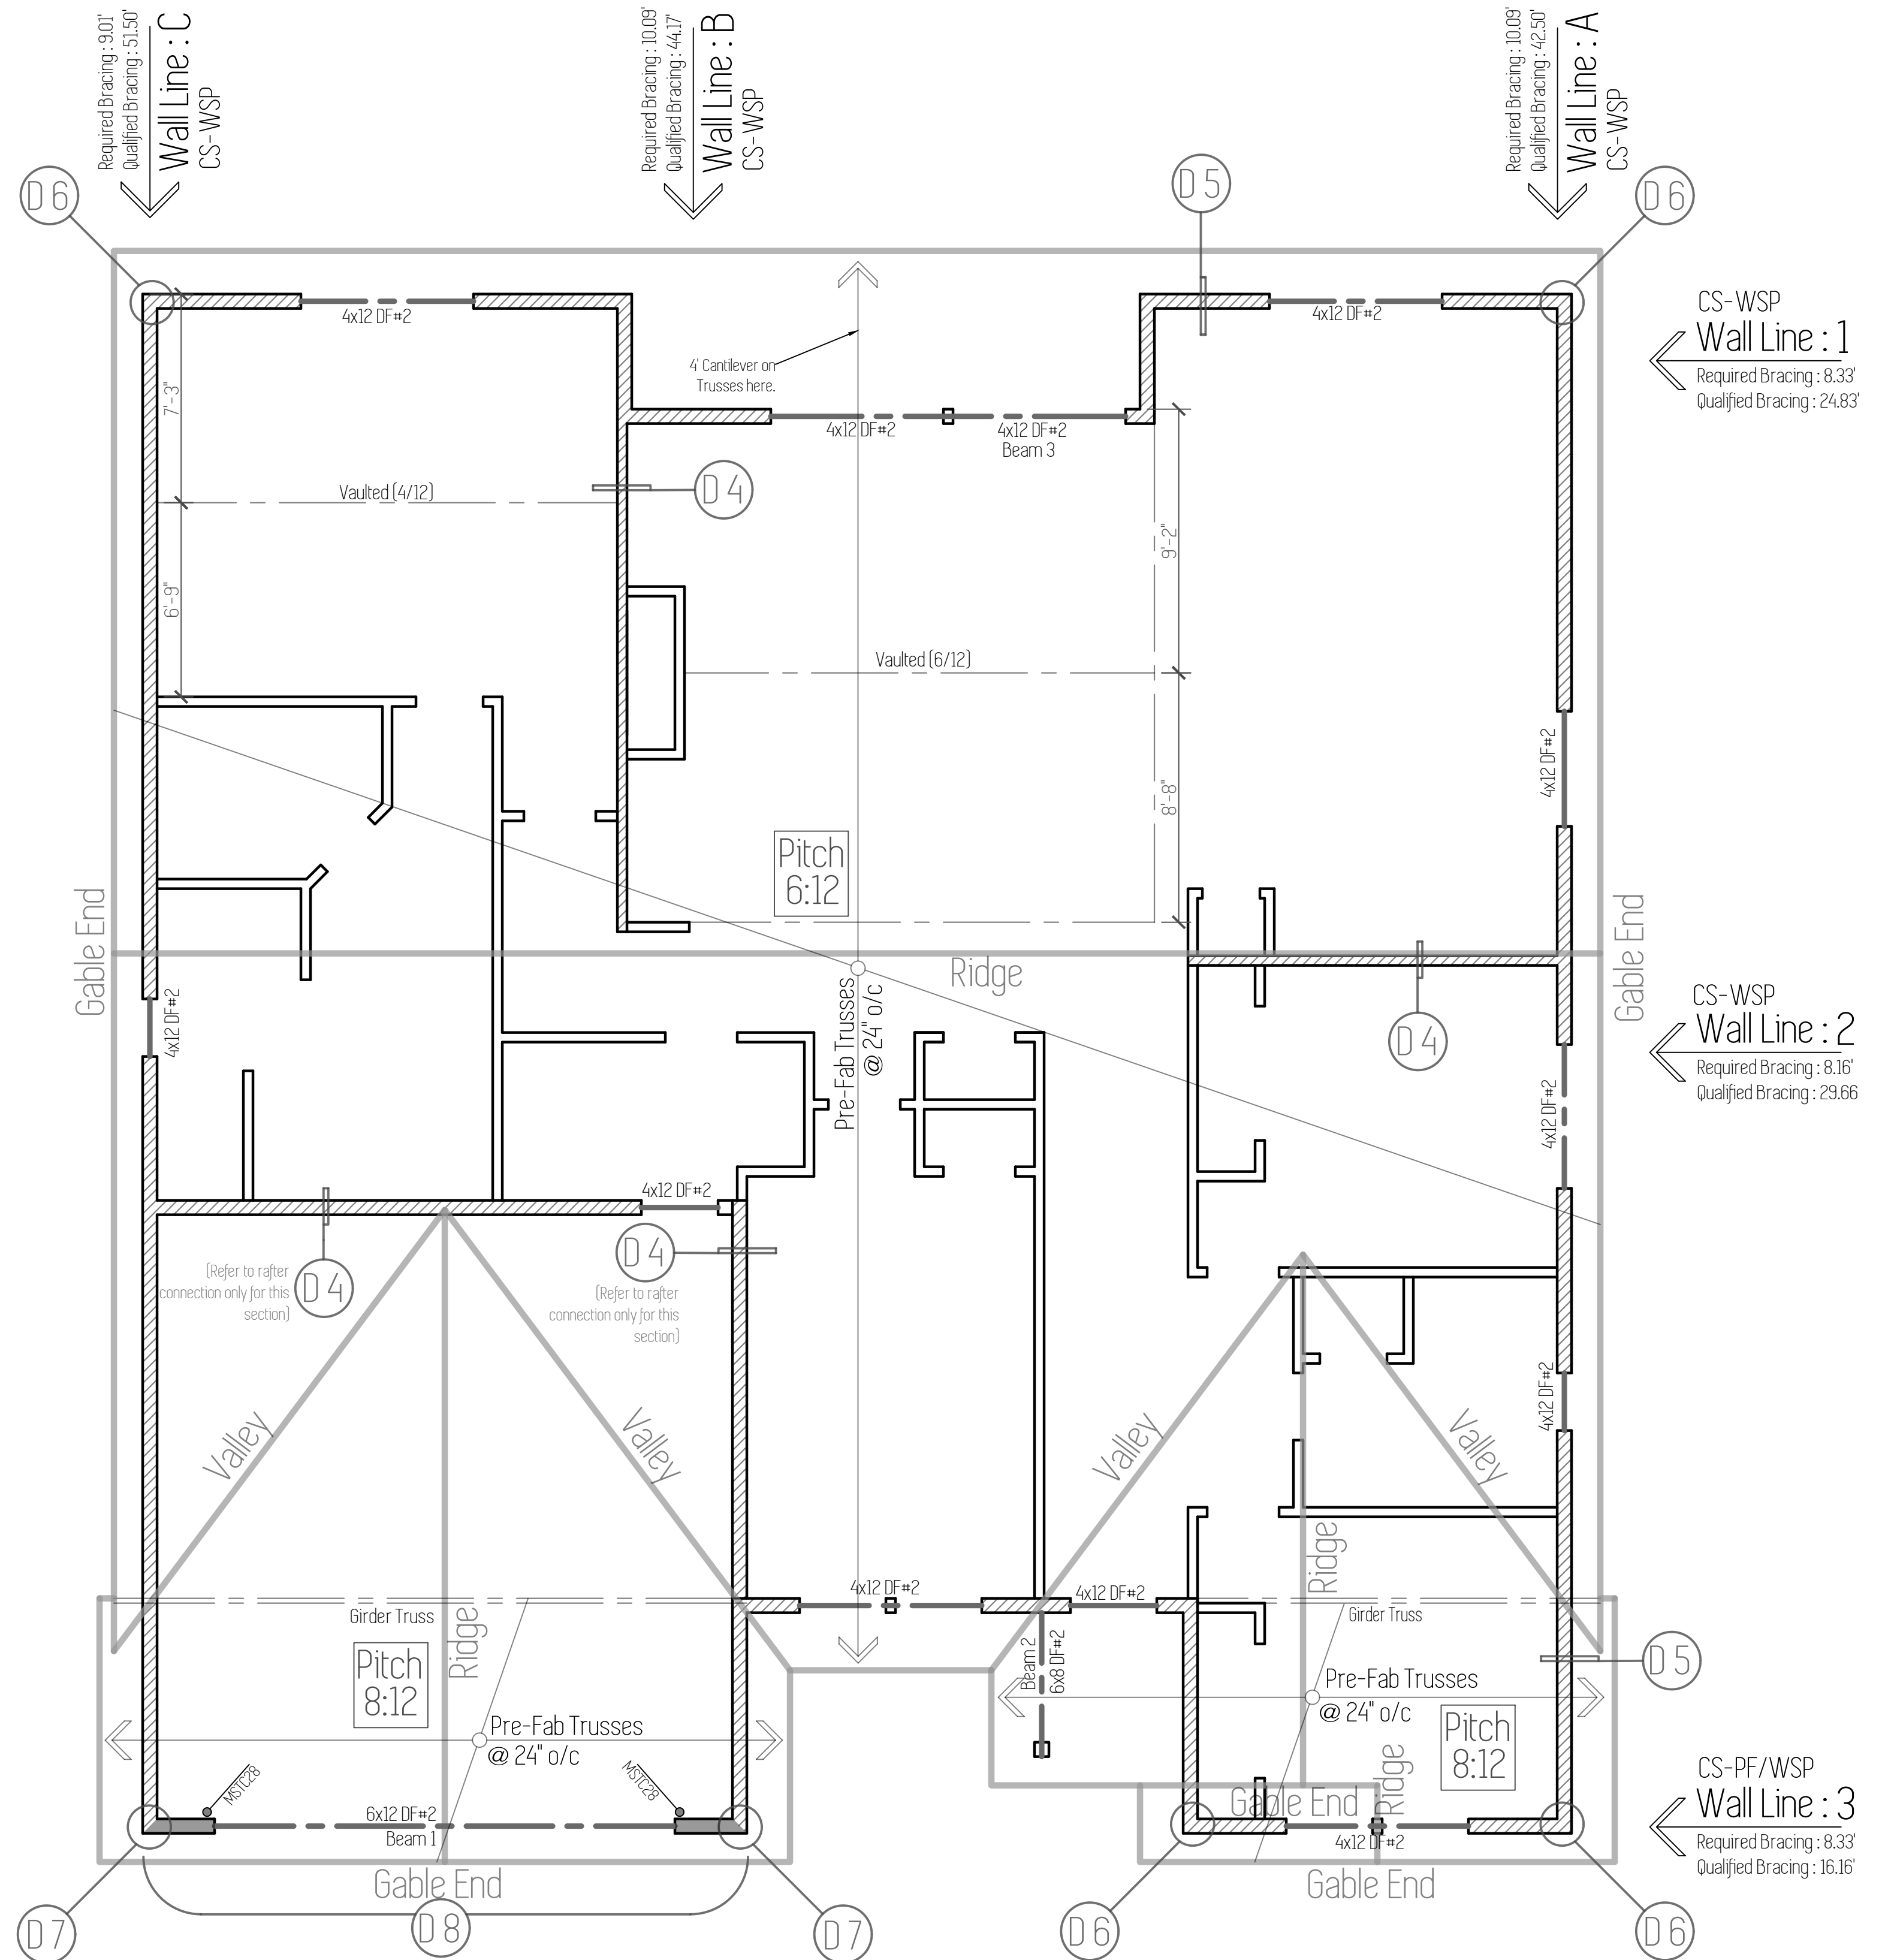 Required Bracing : 9.01'
Qualified Bracing : 51.50'
Wall Line : C
CS-WSP
Required Bracing : 10.09'
Qualified Bracing : 44.17'
Wall Line : B
CS-WSP
Required Bracing : 10.09'
Qualified Bracing : 42.50'
Wall Line : A
CS-WSP
D 6
D 5
D 6
4x12 DF#2
4x12 DF#2
CS-WSP
Wall Line : 1
Required Bracing : 8.33'
Qualified Bracing : 24.83'
4' Cantilever on
Trusses here.
7'-3"
4x12 DF#2
4x12 DF#2
Beam 3
Vaulted (4/12)
D 4
9'-2"
6'-9"
Vaulted (6/12)
4x12 DF#2
8'-8"
Pitch
6:12
Gable End
Gable End
Ridge
4x12 DF#2
Pre-Fab Trusses
@ 24" o/c
D 4
CS-WSP
Wall Line : 2
Required Bracing : 8.16'
Qualified Bracing : 29.66
4x12 DF#2
4x12 DF#2
D 4
(Refer to rafter
connection only for this
section)
D 4
(Refer to rafter
connection only for this
section)
4x12 DF#2
Valley
Valley
Valley
Valley
Ridge
4x12 DF#2
4x12 DF#2
Girder Truss
Girder Truss
Ridge
Beam 2
6x8 DF#2
D 5
Pitch
8:12
Pre-Fab Trusses
@ 24" o/c
Pre-Fab Trusses
@ 24" o/c
Pitch
8:12
MSTC28
MSTC28
Ridge
CS-PF/WSP
Wall Line : 3
Required Bracing : 8.33'
Qualified Bracing : 16.16'
6x12 DF#2
Beam 1
Gable End
4x12 DF#2
Gable End
Gable End
D 7
D 8
D 7
D 6
D 6